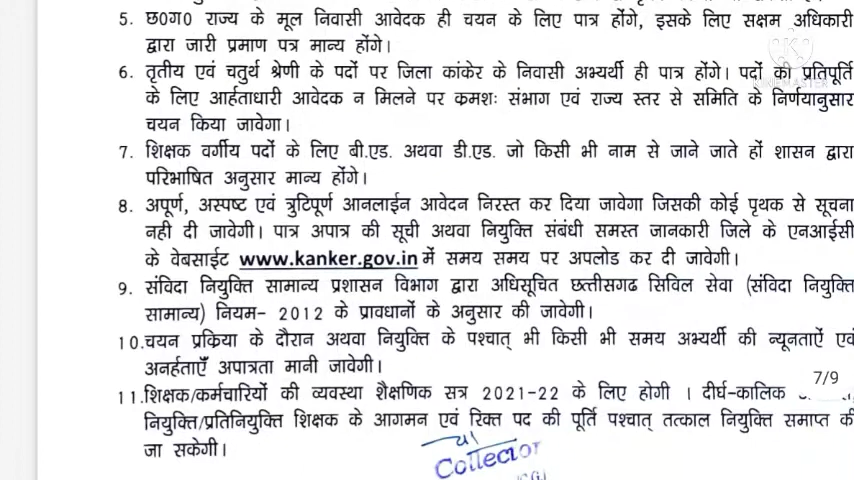 5. छ0ग0 राज्य के मूल निवासी आवेदक ही चयन के लिए पात्र होंगे, इसके लिए सक्षम अधिकारी
द्वारा जारी प्रमाण पत्र मान्य होंगे।
6. तृतीय एवं चतुर्थ श्रेणी के पदों पर जिला कांकेर के निवासी अभ्यर्थी ही पात्र होंगे। पदों की प्रतिपूर्ति
के लिए आर्हताधारी आवेदक न मिलने पर क्रमशः संभाग एवं राज्य स्तर से समिति के निर्णयानुसार
चयन किया जावेगा।
7. शिक्षक वर्गीय पदों के लिए बी.एड. अथवा डी.एड. जो किसी भी नाम से जाने जाते हों शासन द्वारा
परिभाषित अनुसार मान्य होंगे।
8. अपूर्ण, अस्पष्ट एवं त्रुटिपूर्ण आनलाईन आवेदन निरस्त कर दिया जावेगा जिसकी कोई पृथक से सूचना
नही दी जावेगी। पात्र अपात्र की सूची अथवा नियुक्ति संबंधी समस्त जानकारी जिले के एनआईसी
के वेबसाईट www.kanker.gov.in में समय समय पर अपलोड कर दी जावेगी।
9. संविदा नियुक्ति सामान्य प्रशासन विभाग द्वारा अधिसूचित छत्तीसगढ सिविल सेवा (संविदा नियुक्ति
सामान्य) नियम- 2012 के प्रावधानों के अनुसार की जावेगी।
10.चयन प्रक्रिया के दौरान अथवा नियुक्ति के पश्चात् भी किसी भी समय अभ्यर्थी की न्यूनताऐं एवं
अनर्हताएँ अपात्रता मानी जावेगी।
7/9
11.शिक्षक/कर्मचारियों की व्यवस्था शैक्षणिक सत्र 2021-22 के लिए होगी । दीर्घ-कालिक
नियुक्ति/प्रतिनियुक्ति शिक्षक के आगमन एवं रिक्त पद की पूर्ति पश्चात् तत्काल नियुक्ति समाप्त की
जा सकेगी।
Collector